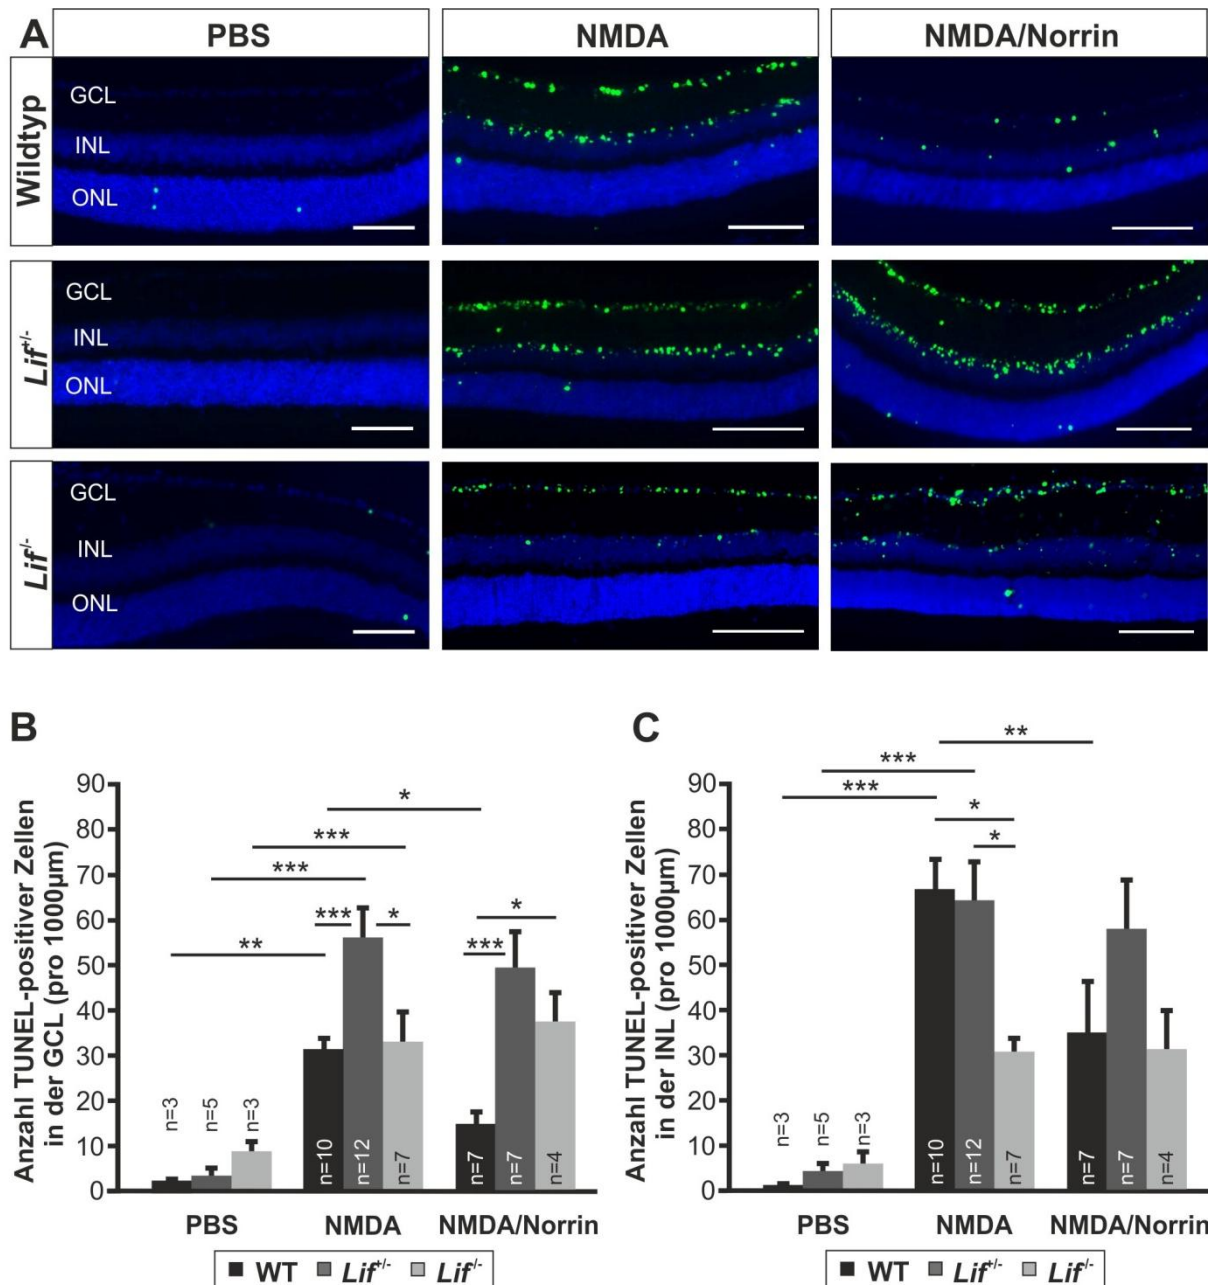 A
PBS
NMDA
NMDA/Norrin
Wildtyp
GCL
INL
ONL
Lif+/-
GCL
INL
ONL
Lif-/-
GCL
INL
ONL
B
Anzahl TUNEL-positiver Zellen
in der GCL (pro 1000µm)
90
80
70
60
50
40
30
20
10
0
*
***
***
***
*
**
*
***
n=3
n=5
n=3
n=10
n=12
n=7
n=7
n=7
n=4
PBS
NMDA
NMDA/Norrin
WT
Lif+/-
Lif-/-
C
Anzahl TUNEL-positiver Zellen
in der INL (pro 1000µm)
90
80
70
60
50
40
30
20
10
0
**
***
***
*
*
n=3
n=5
n=3
n=10
n=12
n=7
n=7
n=7
n=4
PBS
NMDA
NMDA/Norrin
WT
Lif+/-
Lif-/-